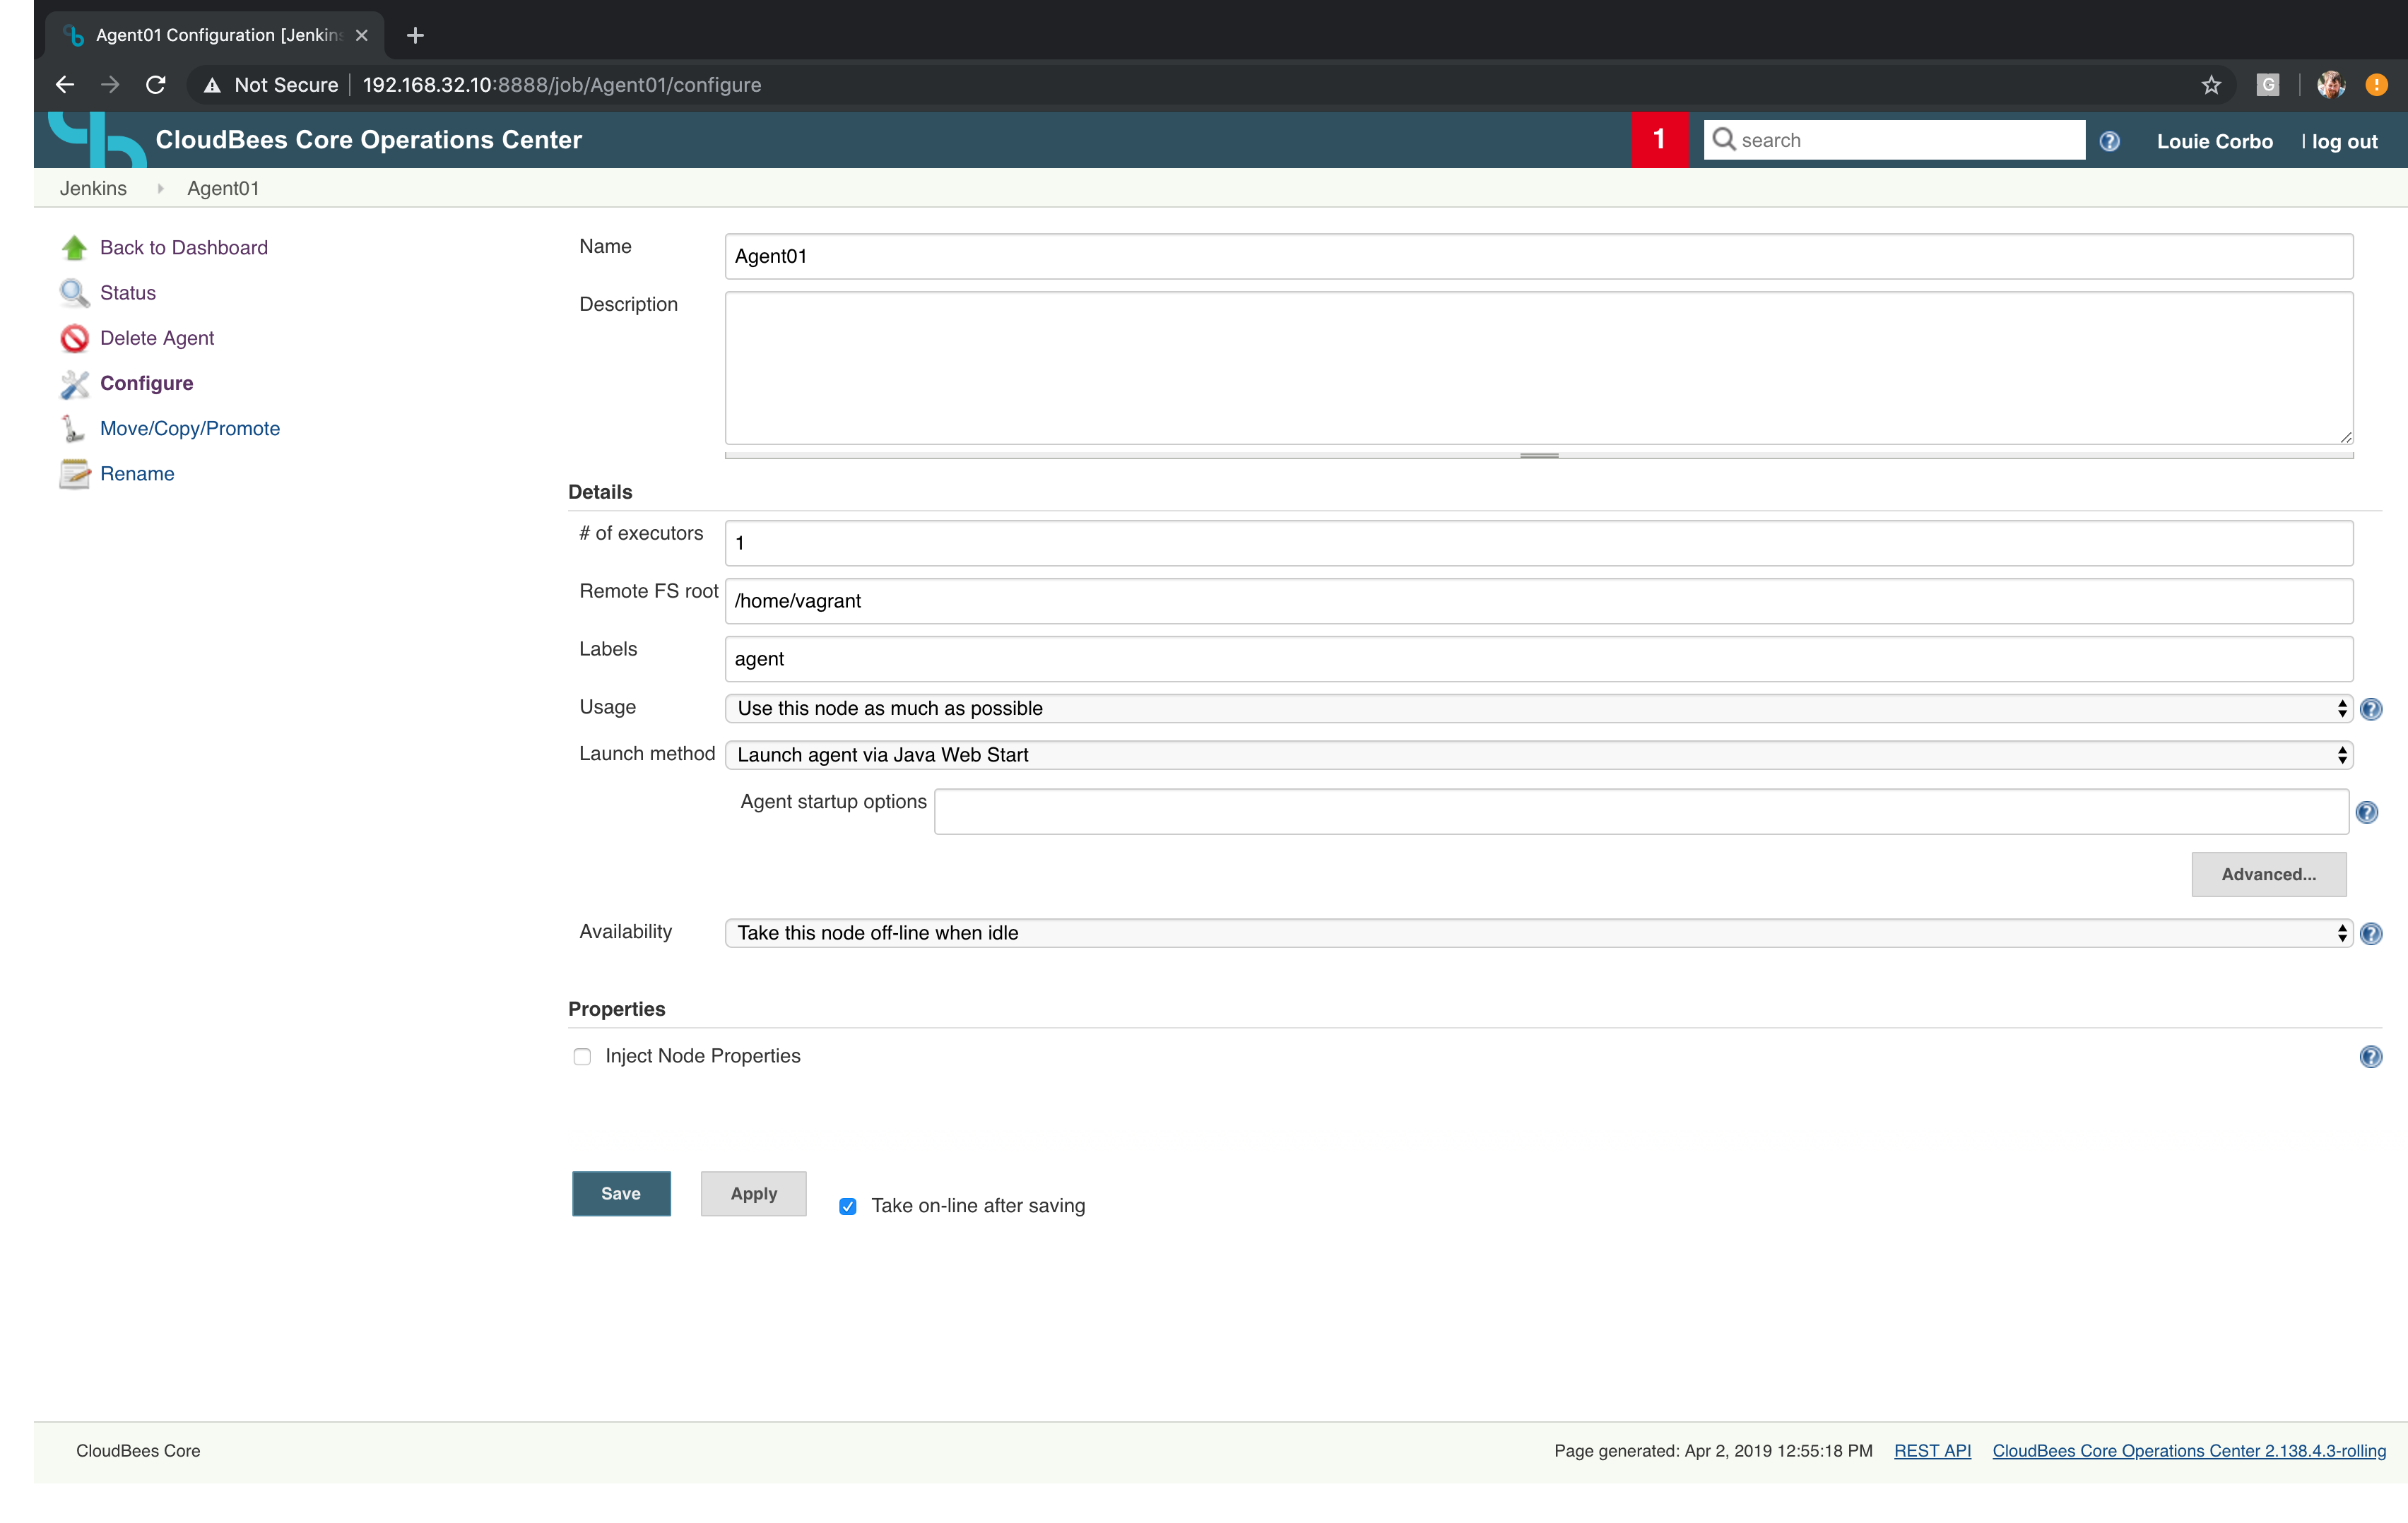 Agent01 Configuration [Jenkins
Not Secure 192.168.32.10:8888/job/Agent01/configure
G
CloudBees Core Operations Center 1 search Louie Corbo | log out
Jenkins Agent01
Back to Dashboard
Status
Delete Agent
Configure
Move/Copy/Promote
Rename
Name Agent01
Description
Details
# of executors 1
Remote FS root /home/vagrant
Labels agent
Usage Use this node as much as possible
Launch method Launch agent via Java Web Start
Agent startup options
Advanced...
Availability Take this node off-line when idle
Properties
Inject Node Properties
Save Apply Take on-line after saving
CloudBees Core Page generated: Apr 2, 2019 12:55:18 PM REST API CloudBees Core Operations Center 2.138.4.3-rolling